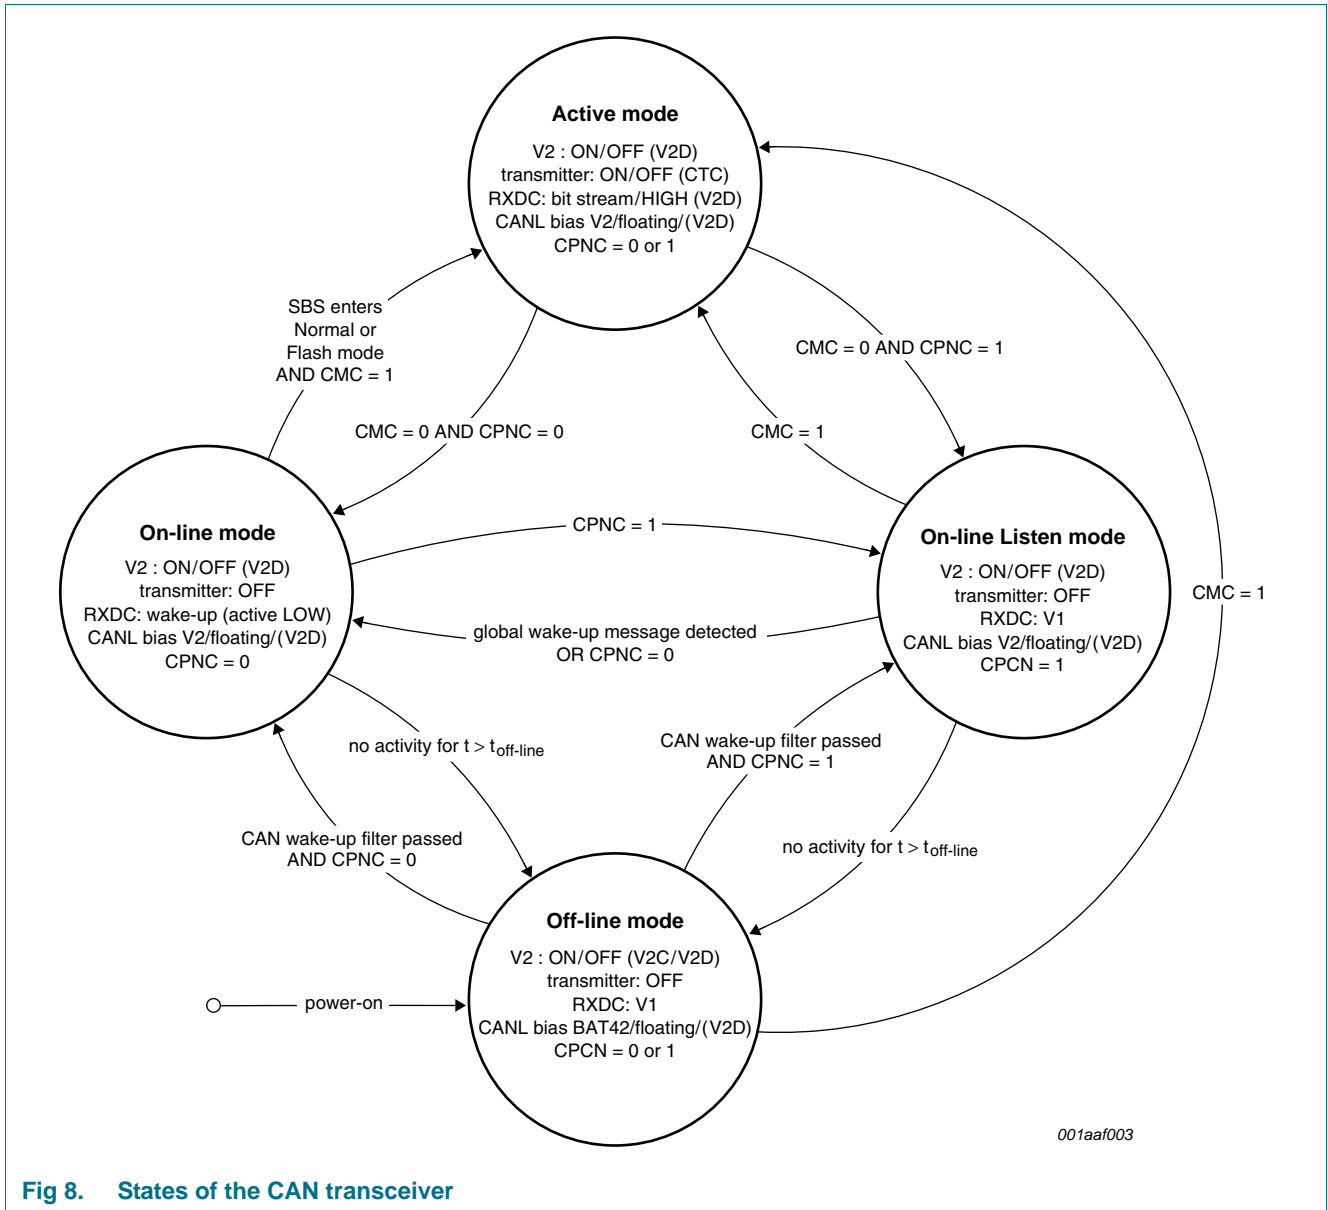 Active mode
V2 : ON/OFF (V2D)
transmitter: ON/OFF (CTC)
RXDC: bit stream/HIGH (V2D)
CANL bias V2/floating/(V2D)
CPNC = 0 or 1
SBS enters
Normal or
Flash mode
AND CMC = 1
CMC = 0 AND CPNC = 1
CMC = 0 AND CPNC = 0
CMC = 1
On-line mode
V2 : ON/OFF (V2D)
transmitter: OFF
RXDC: wake-up (active LOW)
CANL bias V2/floating/(V2D)
CPNC = 0
CPNC = 1
On-line Listen mode
V2 : ON/OFF (V2D)
transmitter: OFF
RXDC: V1
CANL bias V2/floating/(V2D)
CPCN = 1
CMC = 1
global wake-up message detected
OR CPNC = 0
no activity for t > toff-line
CAN wake-up filter passed
AND CPNC = 1
CAN wake-up filter passed
AND CPNC = 0
no activity for t > toff-line
Off-line mode
V2 : ON/OFF (V2C/V2D)
transmitter: OFF
RXDC: V1
CANL bias BAT42/floating/(V2D)
CPCN = 0 or 1
power-on
001aaf003
Fig 8. States of the CAN transceiver